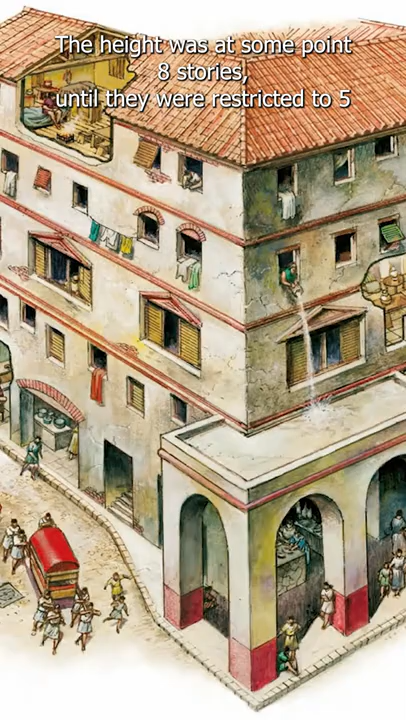 The height was at some point
8 stories,
until they were restricted to 5